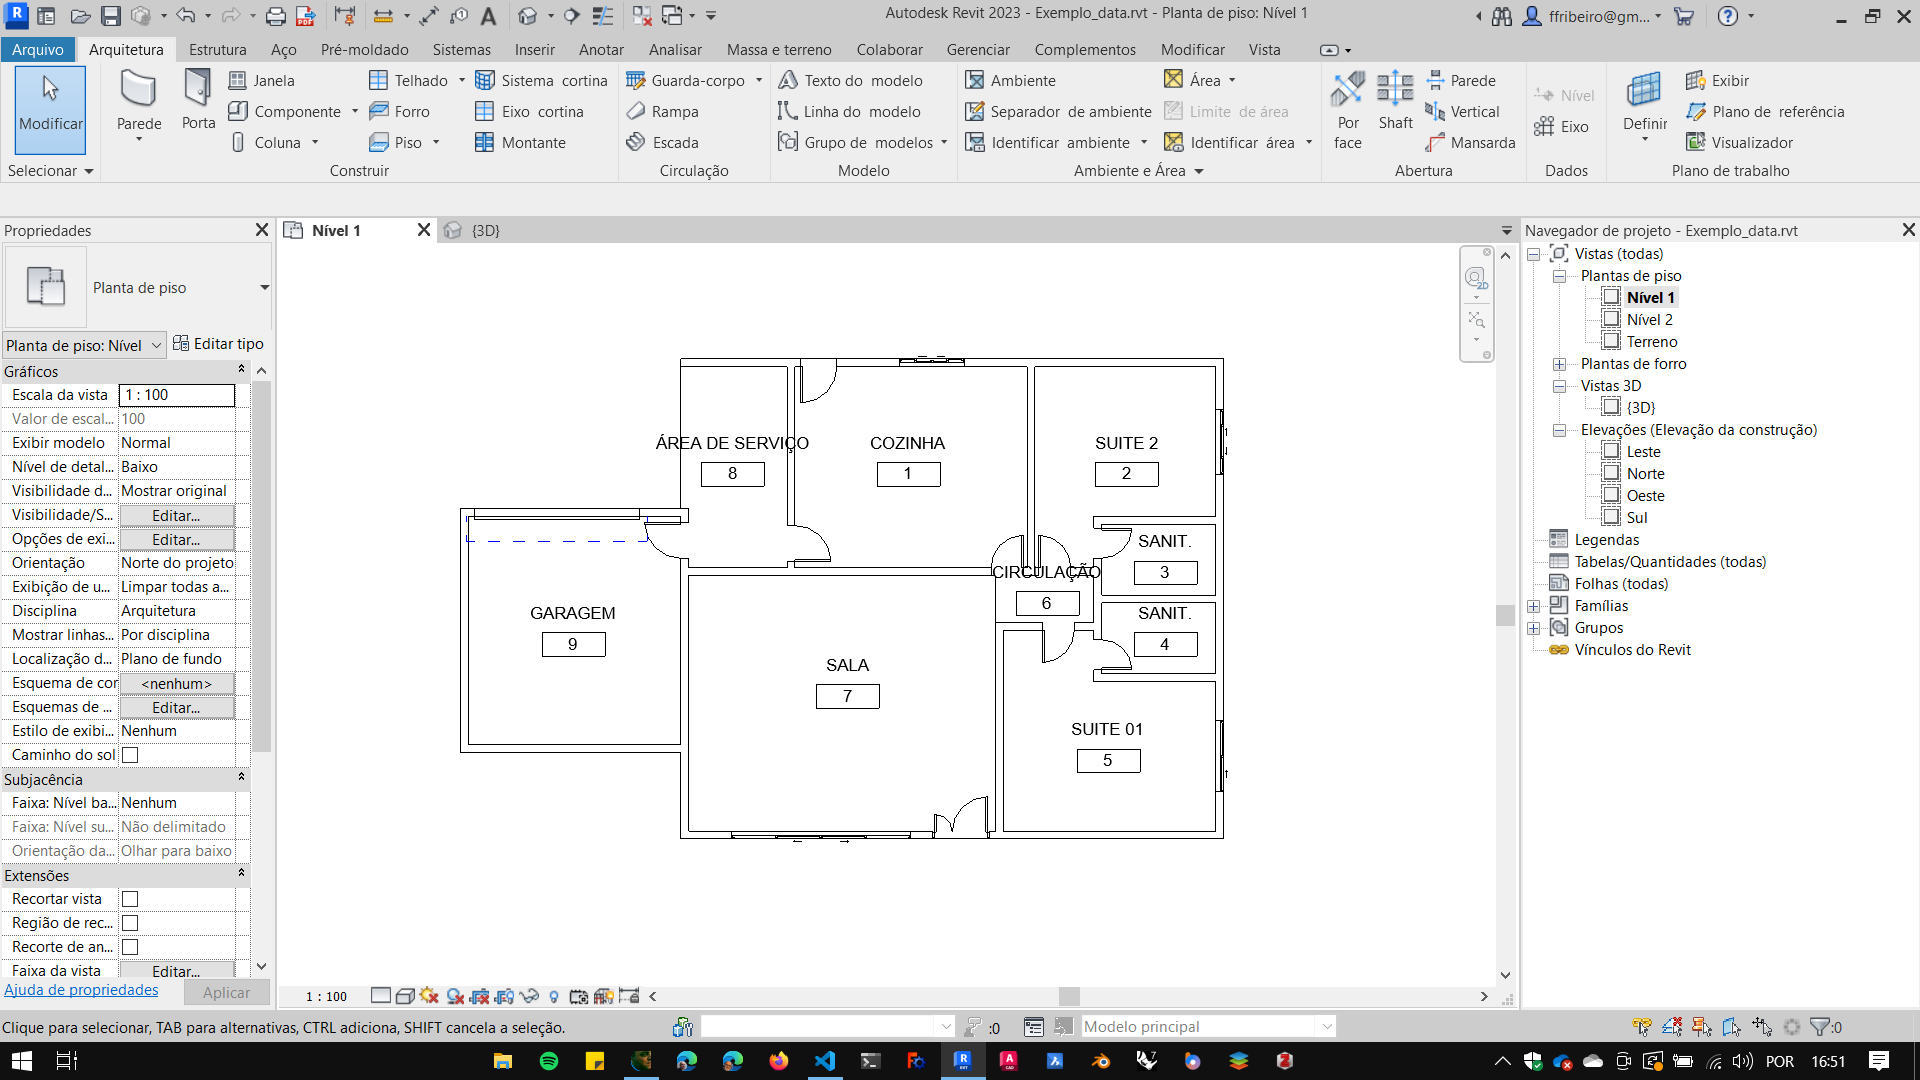 Autodesk Revit 2023 - Exemplo_data.rvt - Planta de piso: Nível 1
ffribeiro@gm...
Arquivo Arquitetura Estrutura Aço Pré-moldado Sistemas Inserir Anotar Analisar Massa e terreno Colaborar Gerenciar Complementos Modificar Vista
Modificar
Selecionar
Parede
Porta
Janela
Componente
Coluna
Telhado
Forro
Piso
Sistema cortina
Eixo cortina
Montante
Construir
Guarda-corpo
Rampa
Escada
Circulação
Texto do modelo
Linha do modelo
Grupo de modelos
Modelo
Ambiente
Separador de ambiente
Identificar ambiente
Área
Limite de área
Identificar área
Ambiente e Área
Por face
Shaft
Parede
Vertical
Mansarda
Abertura
Nível
Eixo
Dados
Definir
Exibir
Plano de referência
Visualizador
Plano de trabalho
Propriedades
Planta de piso
Planta de piso: Nível
Editar tipo
Gráficos
Escala da vista 1 : 100
Valor de escal... 100
Exibir modelo Normal
Nível de detal... Baixo
Visibilidade d... Mostrar original
Visibilidade/S... Editar...
Opções de exi... Editar...
Orientação Norte do projeto
Exibição de u... Limpar todas a...
Disciplina Arquitetura
Mostrar linhas... Por disciplina
Localização d... Plano de fundo
Esquema de cor <nenhum>
Esquemas de ... Editar...
Estilo de exibi... Nenhum
Caminho do sol
Subjacência
Faixa: Nível ba... Nenhum
Faixa: Nível su... Não delimitado
Orientação da... Olhar para baixo
Extensões
Recortar vista
Região de rec...
Recorte de an...
Faixa da vista Editar...
Ajuda de propriedades
Aplicar
Nível 1
{3D}
2D
ÁREA DE SERVIÇO
8
COZINHA
1
SUITE 2
2
SANIT.
3
CIRCULAÇÃO
6
SANIT.
4
GARAGEM
9
SALA
7
SUITE 01
5
1 : 100
Navegador de projeto - Exemplo_data.rvt
Vistas (todas)
Plantas de piso
Nível 1
Nível 2
Terreno
Plantas de forro
Vistas 3D
{3D}
Elevações (Elevação da construção)
Leste
Norte
Oeste
Sul
Legendas
Tabelas/Quantidades (todas)
Folhas (todas)
Famílias
Grupos
Vínculos do Revit
Clique para selecionar, TAB para alternativas, CTRL adiciona, SHIFT cancela a seleção.
:0
Modelo principal
:0
POR
16:51